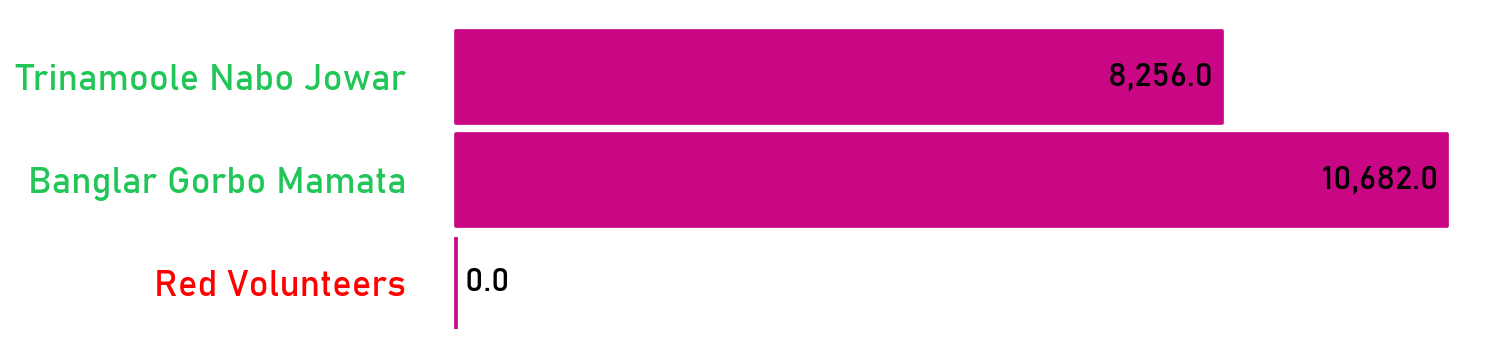 Trinamoole Nabo Jowar 8,256.0
Banglar Gorbo Mamata 10,682.0
Red Volunteers 0.0